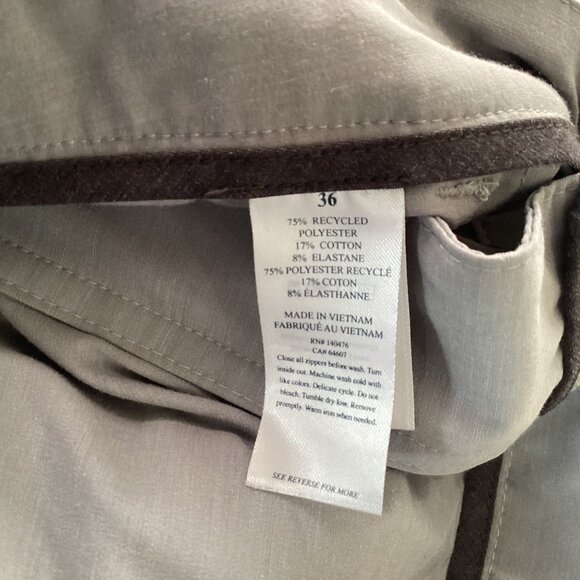 36
75% RECYCLED
POLYESTER
17% COTTON
8% ELASTANE
75% POLYESTER RECYCLÉ
17% COTON
8% ÉLASTHANNE
MADE IN VIETNAM
FABRIQUÉ AU VIETNAM
RN# 140476
CA# 64607
Close all zippers before wash. Turn
inside out. Machine wash cold with
like colors. Delicate cycle. Do not
bleach. Tumble dry low. Remove
promptly. Warm iron when needed.
SEE REVERSE FOR MORE